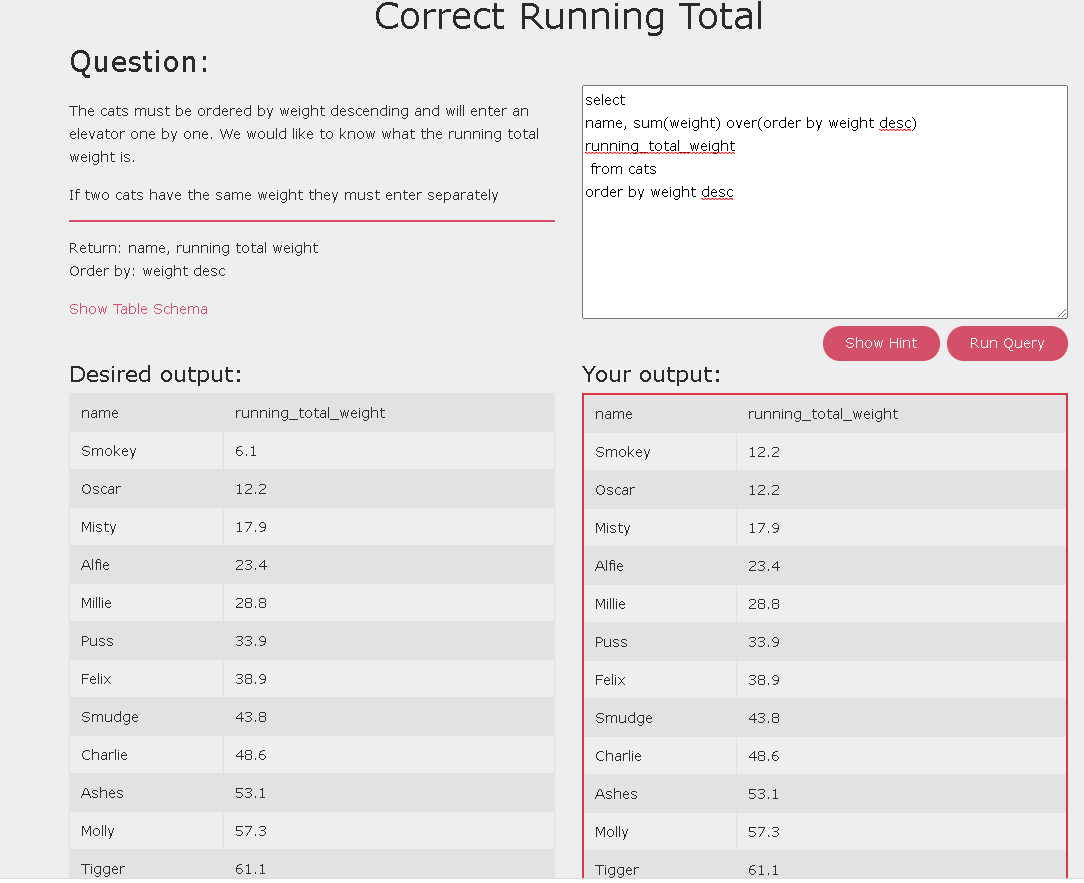 Correct Running Total
Question:
The cats must be ordered by weight descending and will enter an
elevator one by one. We would like to know what the running total
weight is.
If two cats have the same weight they must enter separately
Return: name, running total weight
Order by: weight desc
Show Table Schema
select
name, sum(weight) over(order by weight desc)
running_total_weight
from cats
order by weight desc
Show Hint Run Query
Desired output:
name running_total_weight
Smokey 6.1
Oscar 12.2
Misty 17.9
Alfie 23.4
Millie 28.8
Puss 33.9
Felix 38.9
Smudge 43.8
Charlie 48.6
Ashes 53.1
Molly 57.3
Tigger 61.1
Your output:
name running_total_weight
Smokey 12.2
Oscar 12.2
Misty 17.9
Alfie 23.4
Millie 28.8
Puss 33.9
Felix 38.9
Smudge 43.8
Charlie 48.6
Ashes 53.1
Molly 57.3
Tigger 61.1